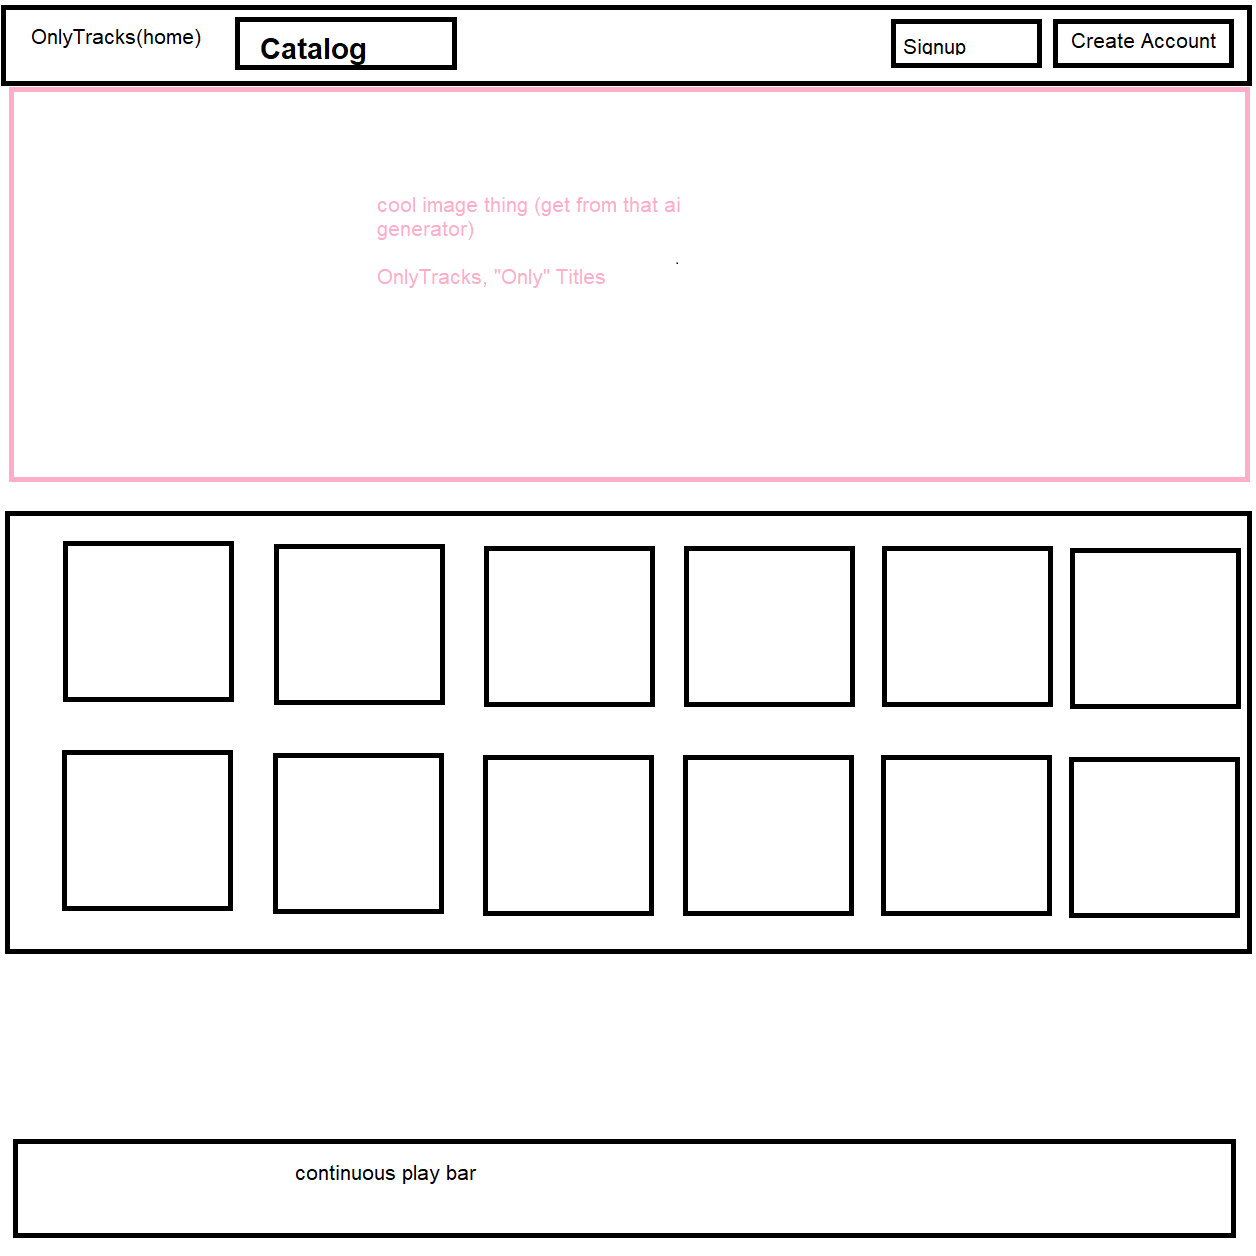 OnlyTracks(home)
Catalog
Signup
Create Account
cool image thing (get from that ai
generator)
OnlyTracks, "Only" Titles
continuous play bar